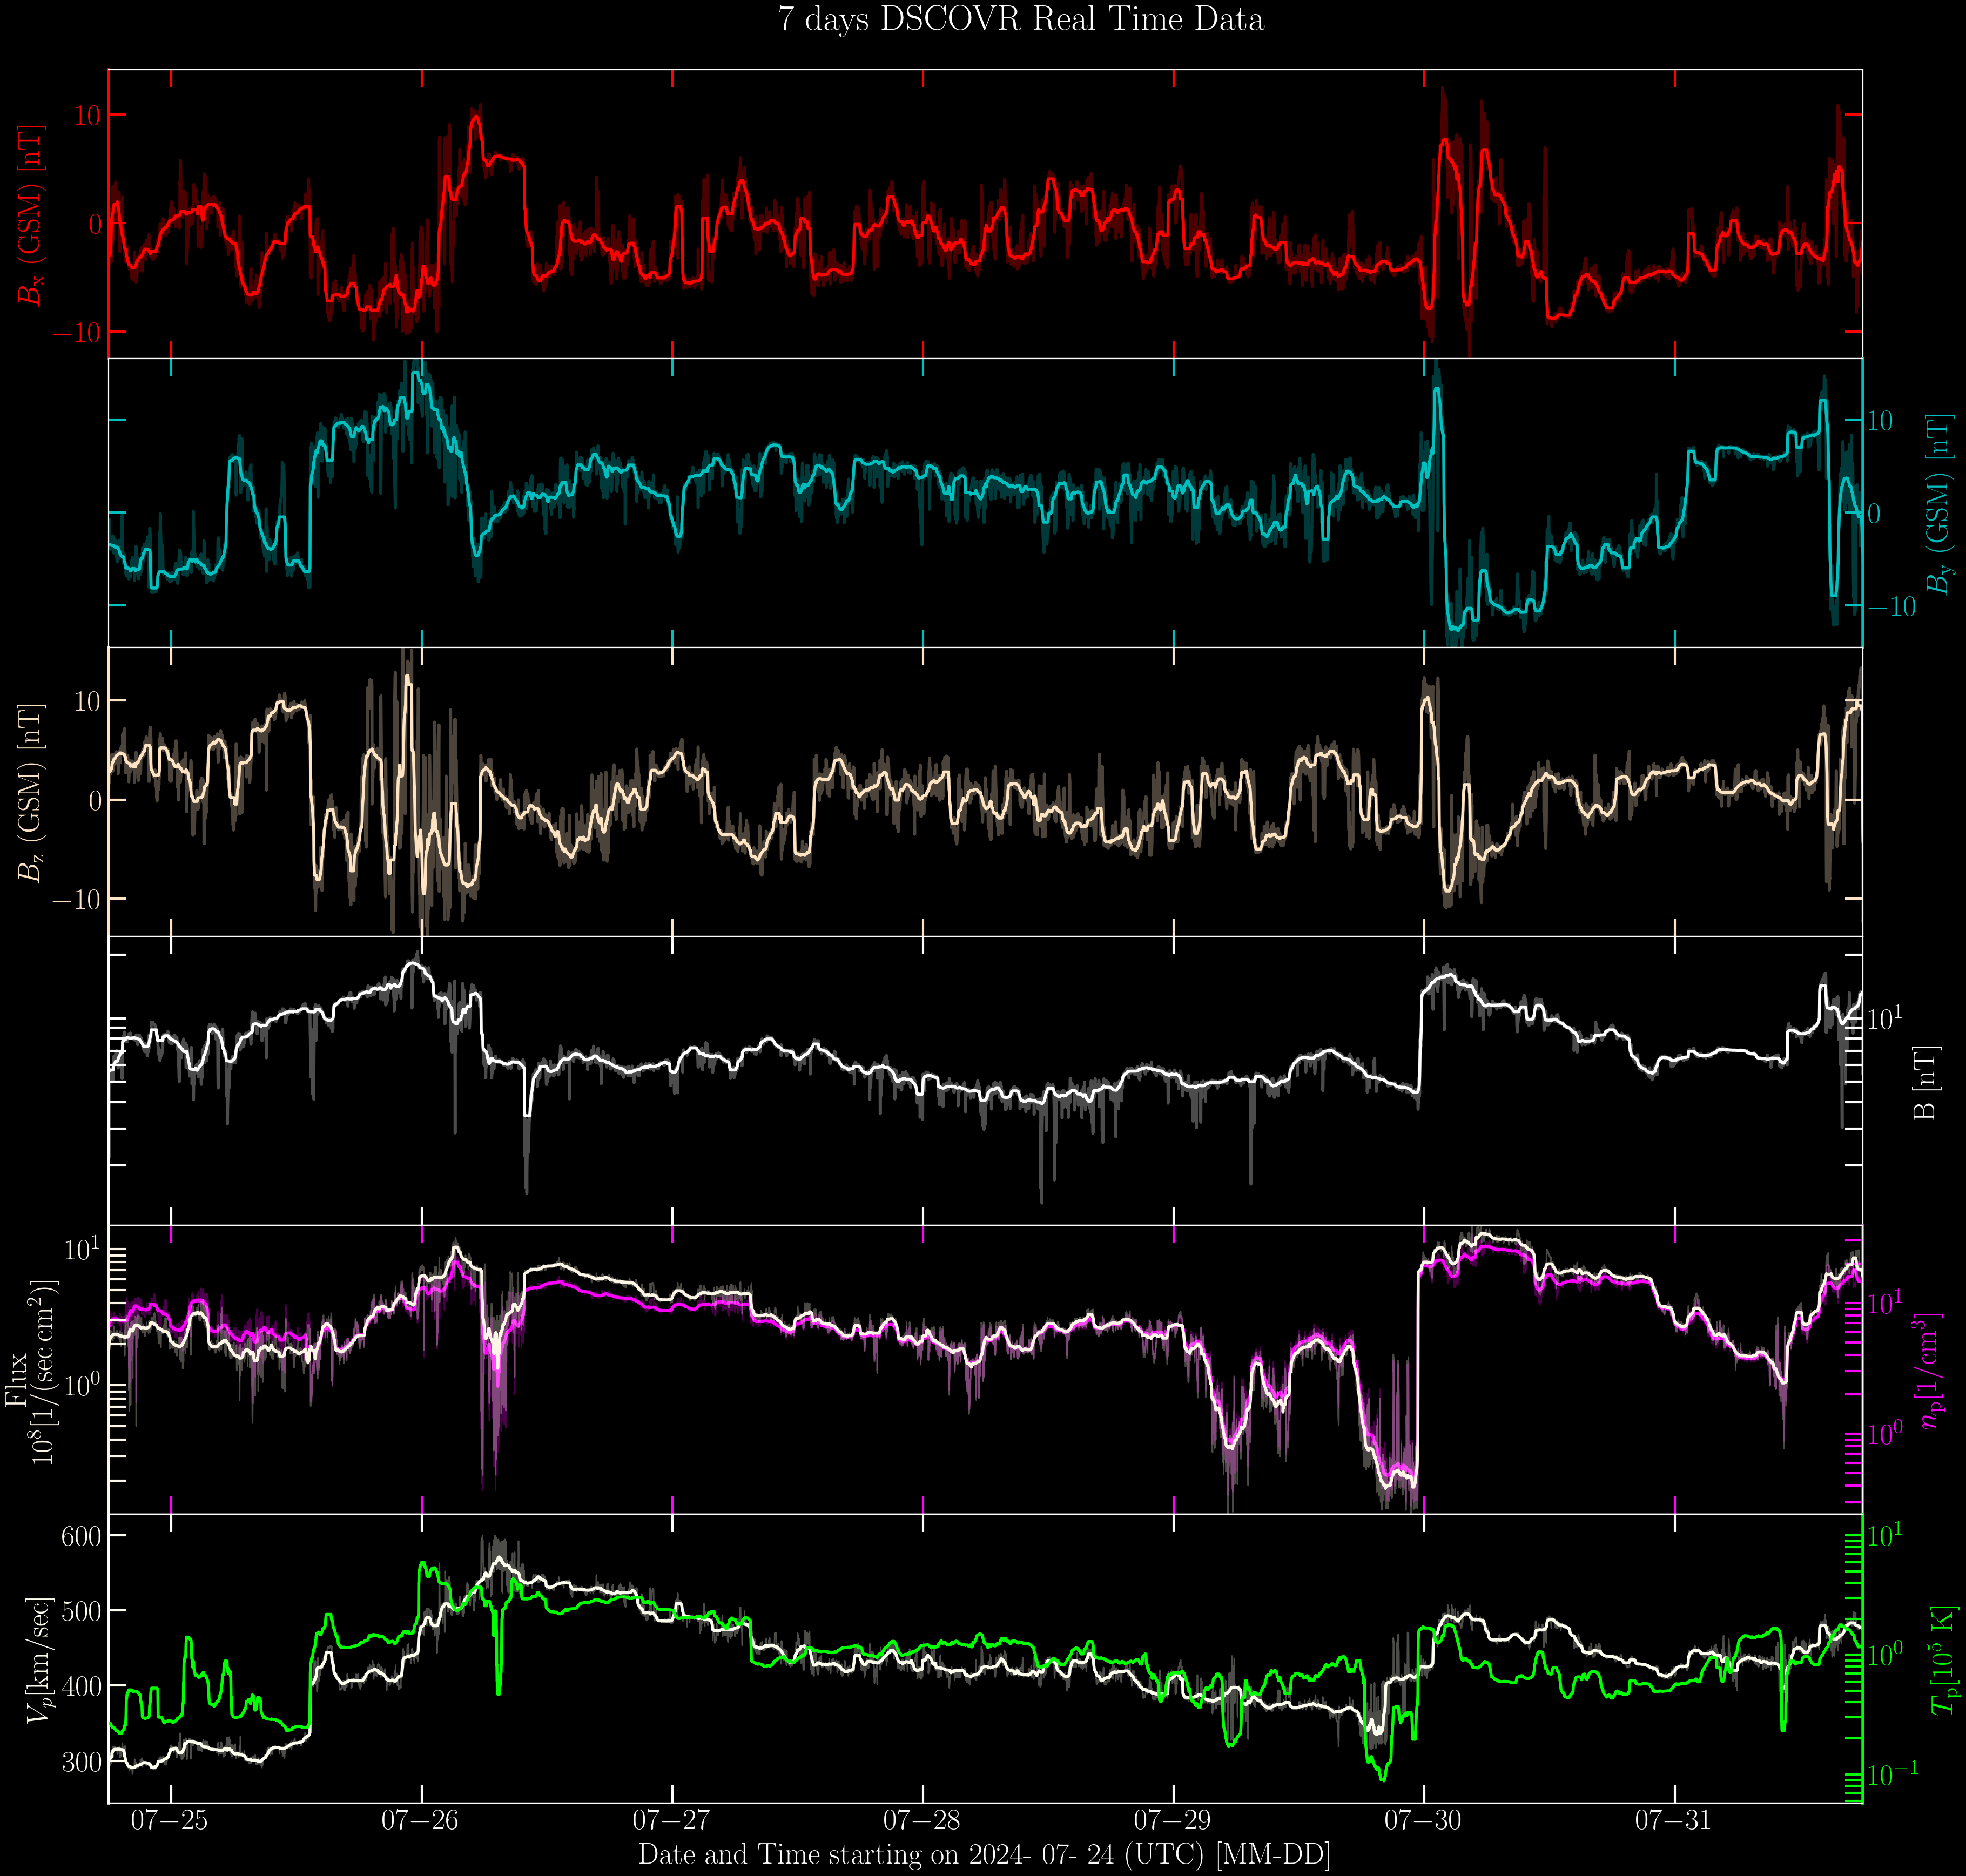 7 days DSCOVR Real Time Data
10
0
−10
Bx (GSM) [nT]
10
0
−10
By (GSM) [nT]
10
0
−10
Bz (GSM) [nT]
10¹
B [nT]
10¹
10⁰
Flux
10⁸[1/(sec cm²)]
10¹
10⁰
np[1/cm³]
600
500
400
300
Vp[km/sec]
10¹
10⁰
10⁻¹
Tp[10⁵ K]
07−25
07−26
07−27
07−28
07−29
07−30
07−31
Date and Time starting on 2024- 07- 24 (UTC) [MM-DD]